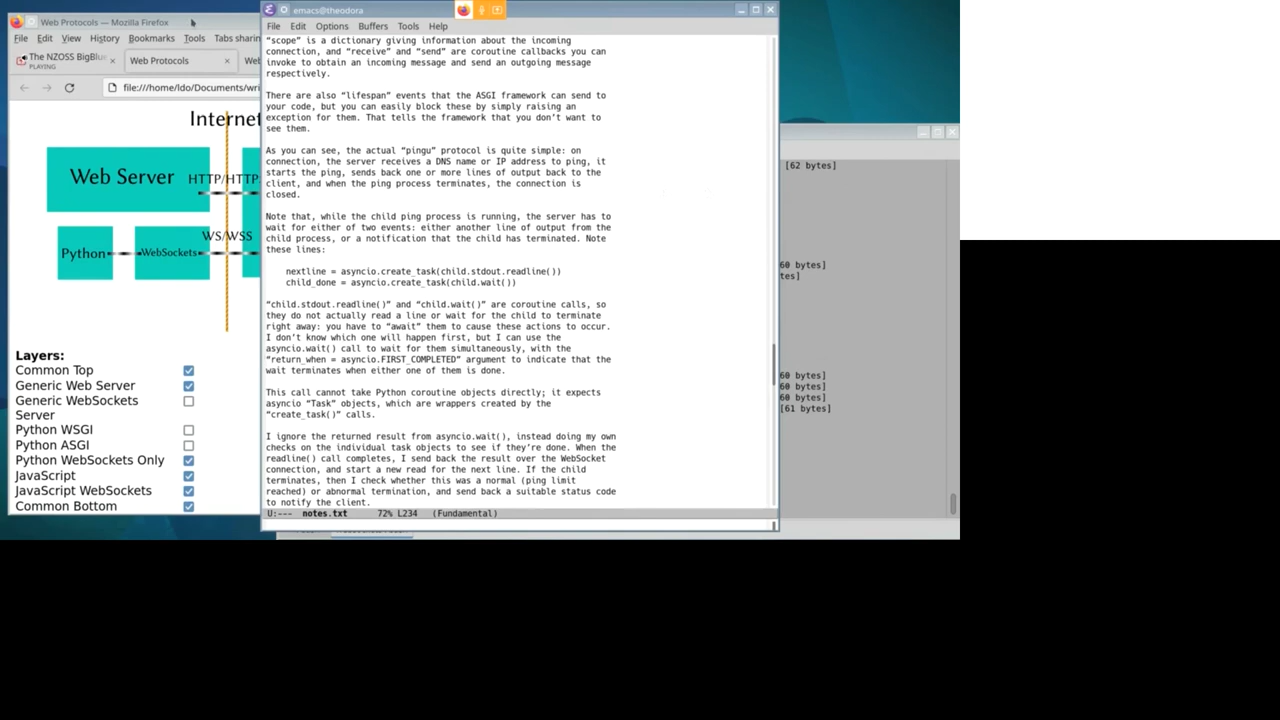 Web Protocols — Mozilla Firefox
File Edit View History Bookmarks Tools Tabs sharin
The NZOSS BigBlu
PLAYING
Web Protocols
Web
file:///home/ldo/Documents/wri
Internet
Web Server
HTTP/HTTP
WS/WSS
Python
WebSockets
Layers:
Common Top
Generic Web Server
Generic WebSockets
Server
Python WSGI
Python ASGI
Python WebSockets Only
JavaScript
JavaScript WebSockets
Common Bottom
emacs@theodora
File Edit Options Buffers Tools Help
“scope” is a dictionary giving information about the incoming
connection, and “receive” and “send” are coroutine callbacks you can
invoke to obtain an incoming message and send an outgoing message
respectively.
There are also “lifespan” events that the ASGI framework can send to
your code, but you can easily block these by simply raising an
exception for them. That tells the framework that you don’t want to
see them.
As you can see, the actual “pingu” protocol is quite simple: on
connection, the server receives a DNS name or IP address to ping, it
starts the ping, sends back one or more lines of output back to the
client, and when the ping process terminates, the connection is
closed.
Note that, while the child ping process is running, the server has to
wait for either of two events: either another line of output from the
child process, or a notification that the child has terminated. Note
these lines:
nextline = asyncio.create_task(child.stdout.readline())
child_done = asyncio.create_task(child.wait())
“child.stdout.readline()” and “child.wait()” are coroutine calls, so
they do not actually read a line or wait for the child to terminate
right away: you have to “await” them to cause these actions to occur.
I don’t know which one will happen first, but I can use the
asyncio.wait() call to wait for them simultaneously, with the
“return_when = asyncio.FIRST_COMPLETED” argument to indicate that the
wait terminates when either one of them is done.
This call cannot take Python coroutine objects directly; it expects
asyncio “Task” objects, which are wrappers created by the
“create_task()” calls.
I ignore the returned result from asyncio.wait(), instead doing my own
checks on the individual task objects to see if they’re done. When the
readline() call completes, I send back the result over the WebSocket
connection, and start a new read for the next line. If the child
terminates, then I check whether this was a normal (ping limit
reached) or abnormal termination, and send back a suitable status code
to notify the client.
U:--- notes.txt 72% L234 (Fundamental)
[62 bytes]
60 bytes]
tes]
60 bytes]
60 bytes]
60 bytes]
[61 bytes]